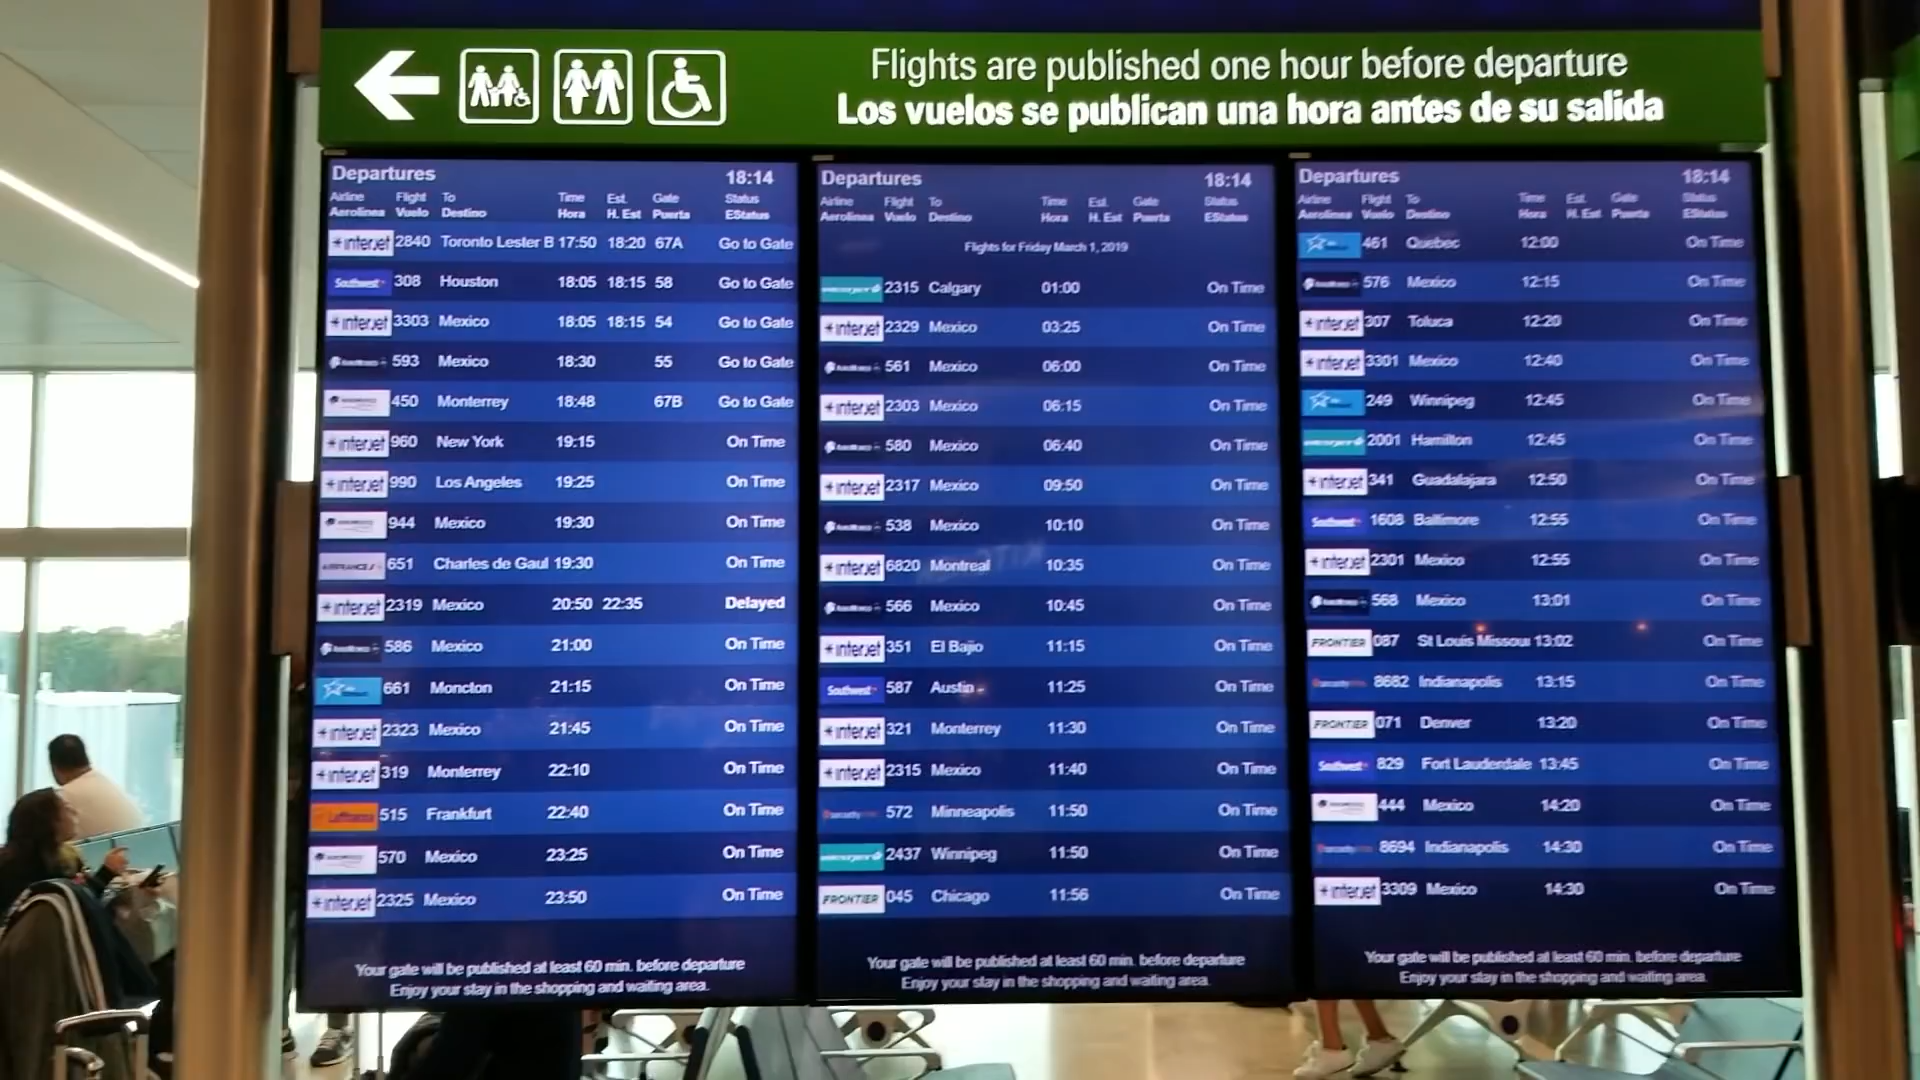 Flights are published one hour before departure
Los vuelos se publican una hora antes de su salida
Departures 18:14
Airline Flight To Time Est. Gate Status
Aerolinea Vuelo Destino Hora H. Est Puerta EStatus
interjet 2840 Toronto Lester B 17:50 18:20 67A Go to Gate
Southwest 308 Houston 18:05 18:15 58 Go to Gate
interjet 3303 Mexico 18:05 18:15 54 Go to Gate
593 Mexico 18:30 55 Go to Gate
450 Monterrey 18:48 67B Go to Gate
interjet 960 New York 19:15 On Time
interjet 990 Los Angeles 19:25 On Time
944 Mexico 19:30 On Time
AIRFRANCE 651 Charles de Gaul 19:30 On Time
interjet 2319 Mexico 20:50 22:35 Delayed
586 Mexico 21:00 On Time
661 Moncton 21:15 On Time
interjet 2323 Mexico 21:45 On Time
interjet 319 Monterrey 22:10 On Time
Lufthansa 515 Frankfurt 22:40 On Time
570 Mexico 23:25 On Time
interjet 2325 Mexico 23:50 On Time
Your gate will be published at least 60 min. before departure
Enjoy your stay in the shopping and waiting area.
Departures 18:14
Airline Flight To Time Est. Gate Status
Aerolinea Vuelo Destino Hora H. Est Puerta EStatus
Flights for Friday March 1, 2019
2315 Calgary 01:00 On Time
interjet 2329 Mexico 03:25 On Time
561 Mexico 06:00 On Time
interjet 2303 Mexico 06:15 On Time
580 Mexico 06:40 On Time
interjet 2317 Mexico 09:50 On Time
538 Mexico 10:10 On Time
interjet 6820 Montreal 10:35 On Time
566 Mexico 10:45 On Time
interjet 351 El Bajio 11:15 On Time
Southwest 587 Austin 11:25 On Time
interjet 321 Monterrey 11:30 On Time
interjet 2315 Mexico 11:40 On Time
572 Minneapolis 11:50 On Time
2437 Winnipeg 11:50 On Time
FRONTIER 045 Chicago 11:56 On Time
Your gate will be published at least 60 min. before departure
Enjoy your stay in the shopping and waiting area.
Departures 18:14
Airline Flight To Time Est. Gate Status
Aerolinea Vuelo Destino Hora H. Est Puerta EStatus
461 Quebec 12:00 On Time
576 Mexico 12:15 On Time
interjet 307 Toluca 12:20 On Time
interjet 3301 Mexico 12:40 On Time
249 Winnipeg 12:45 On Time
2001 Hamilton 12:45 On Time
interjet 341 Guadalajara 12:50 On Time
Southwest 1608 Baltimore 12:55 On Time
interjet 2301 Mexico 12:55 On Time
568 Mexico 13:01 On Time
FRONTIER 087 St Louis Missour 13:02 On Time
8682 Indianapolis 13:15 On Time
FRONTIER 071 Denver 13:20 On Time
Southwest 829 Fort Lauderdale 13:45 On Time
444 Mexico 14:20 On Time
8694 Indianapolis 14:30 On Time
interjet 3309 Mexico 14:30 On Time
Your gate will be published at least 60 min. before departure
Enjoy your stay in the shopping and waiting area.